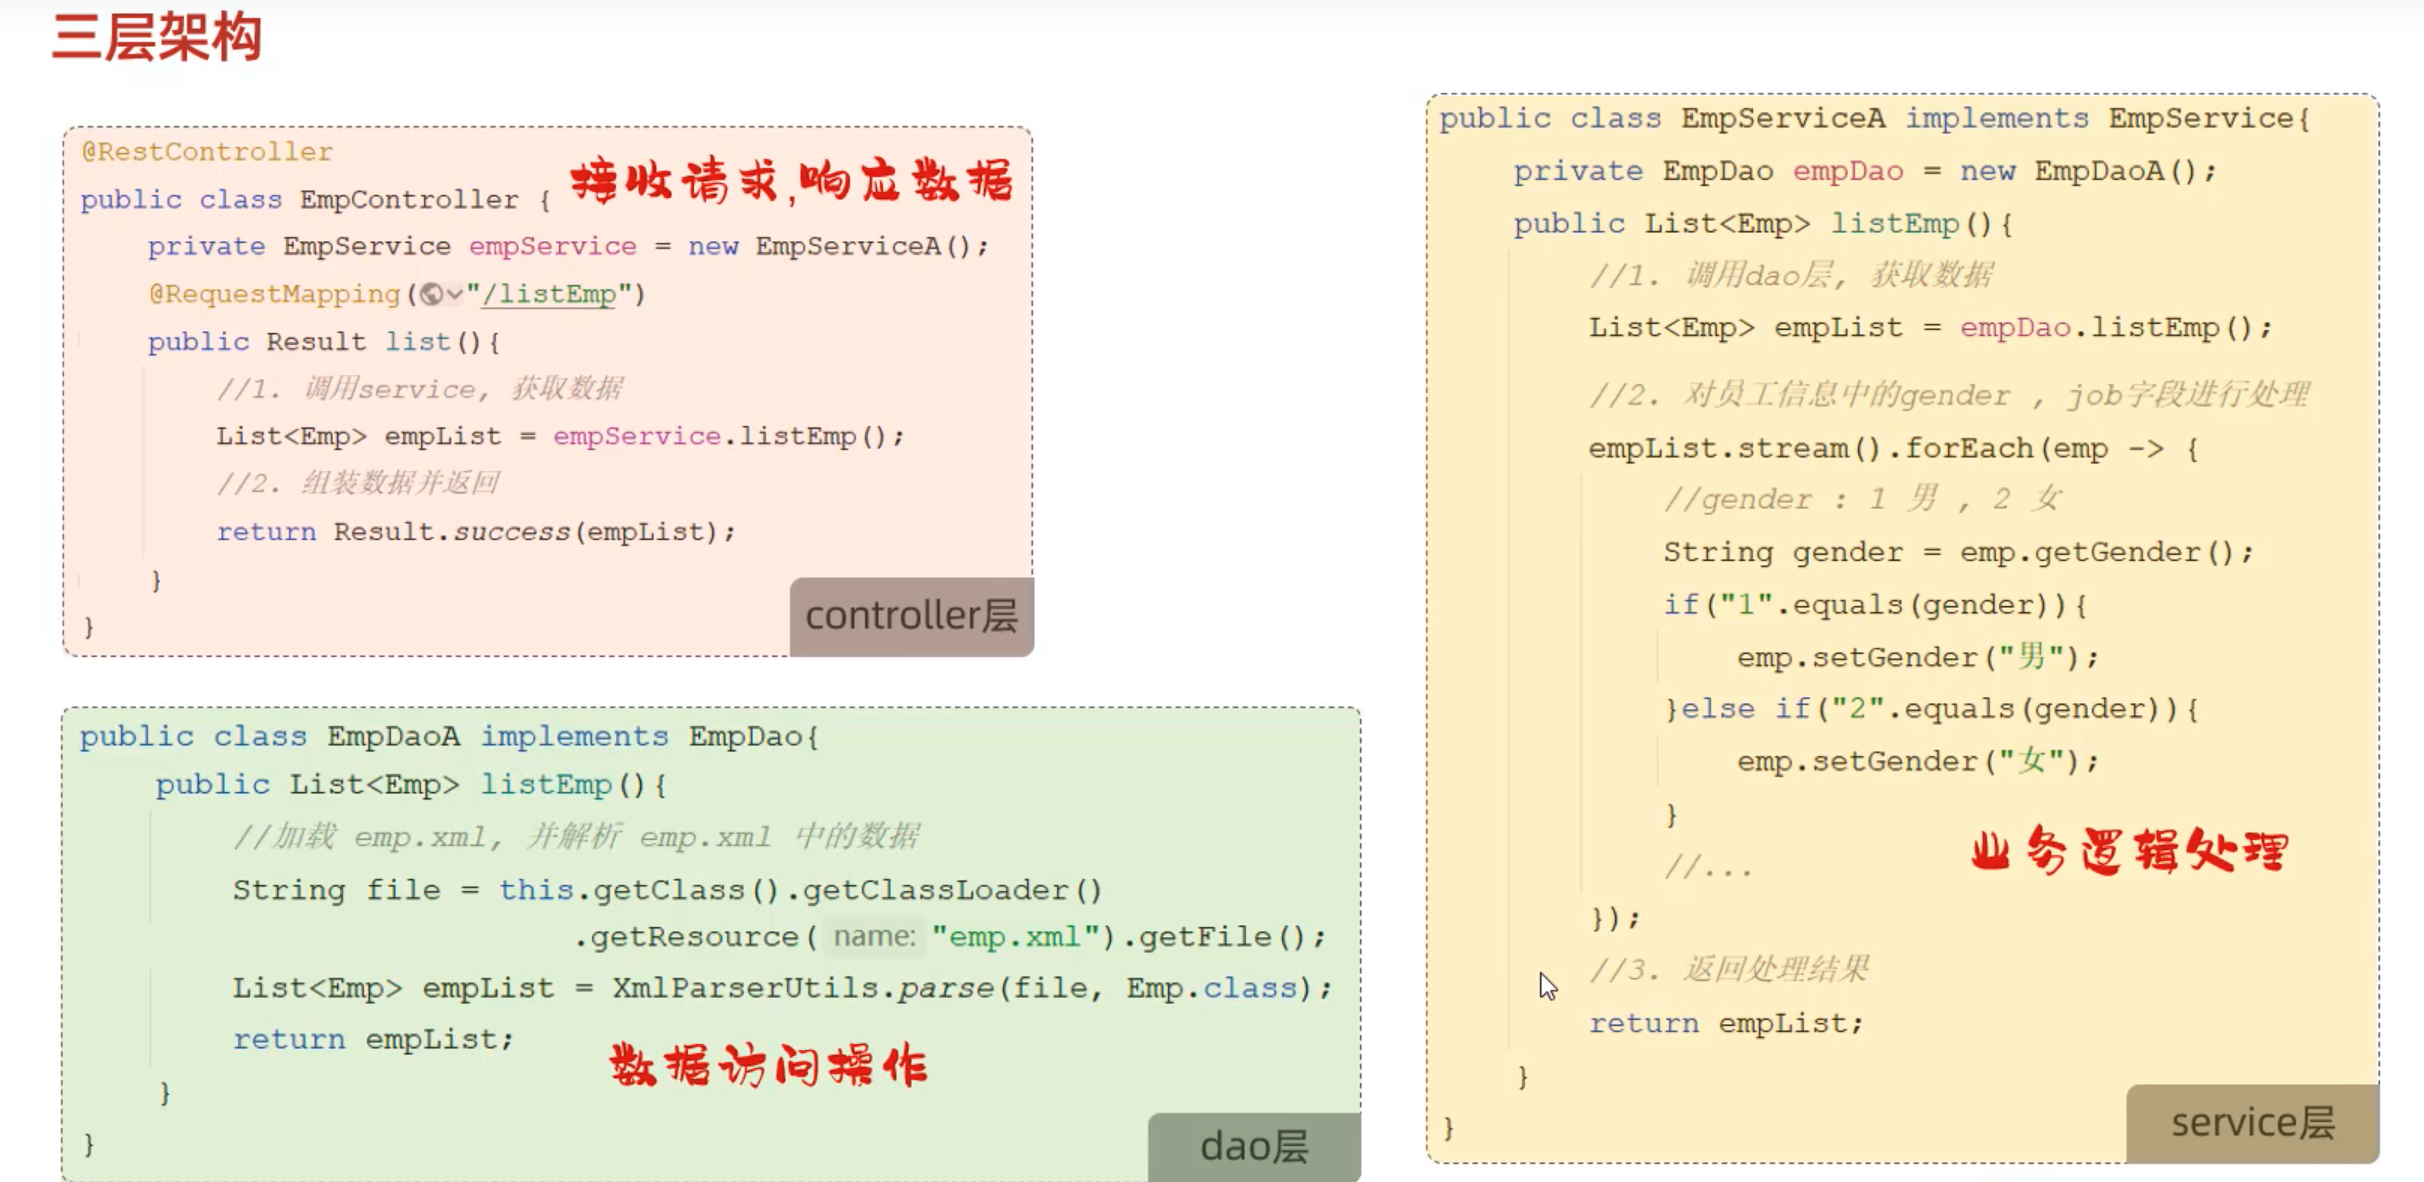 三层架构
@RestController
接收请求,响应数据
public class EmpController {
private EmpService empService = new EmpServiceA();
@RequestMapping("/listEmp")
public Result list(){
//1. 调用service, 获取数据
List<Emp> empList = empService.listEmp();
//2. 组装数据并返回
return Result.success(empList);
}
}
controller层
public class EmpDaoA implements EmpDao{
public List<Emp> listEmp(){
//加载 emp.xml, 并解析 emp.xml 中的数据
String file = this.getClass().getClassLoader()
.getResource( name: "emp.xml").getFile();
List<Emp> empList = XmlParserUtils.parse(file, Emp.class);
return empList;
数据访问操作
}
}
dao层
public class EmpServiceA implements EmpService{
private EmpDao empDao = new EmpDaoA();
public List<Emp> listEmp(){
//1. 调用dao层, 获取数据
List<Emp> empList = empDao.listEmp();
//2. 对员工信息中的gender , job字段进行处理
empList.stream().forEach(emp -> {
//gender : 1 男 , 2 女
String gender = emp.getGender();
if("1".equals(gender)){
emp.setGender("男");
}else if("2".equals(gender)){
emp.setGender("女");
}
业务逻辑处理
//...
});
//3. 返回处理结果
return empList;
}
}
service层